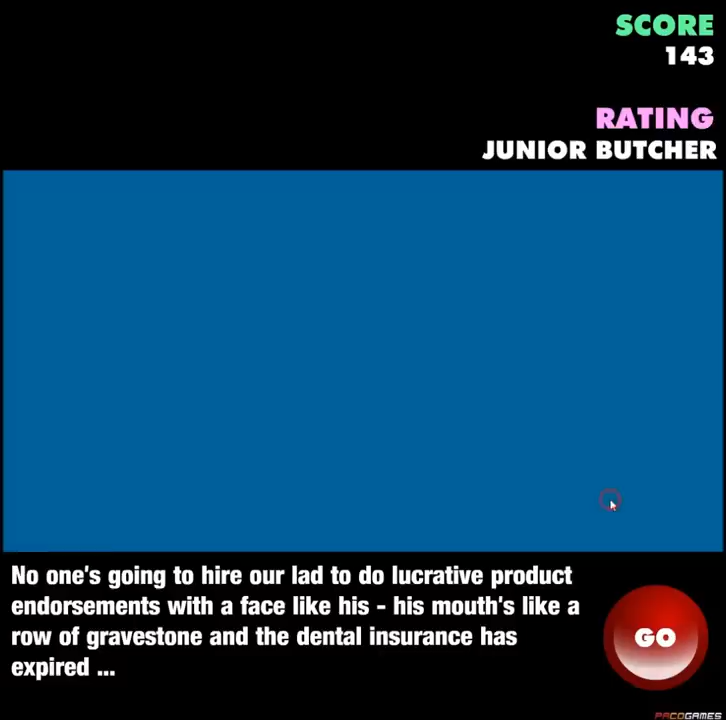 SCORE
143
RATING
JUNIOR BUTCHER
No one's going to hire our lad to do lucrative product
endorsements with a face like his - his mouth's like a
row of gravestone and the dental insurance has
expired ...
GO
PACOGAMES